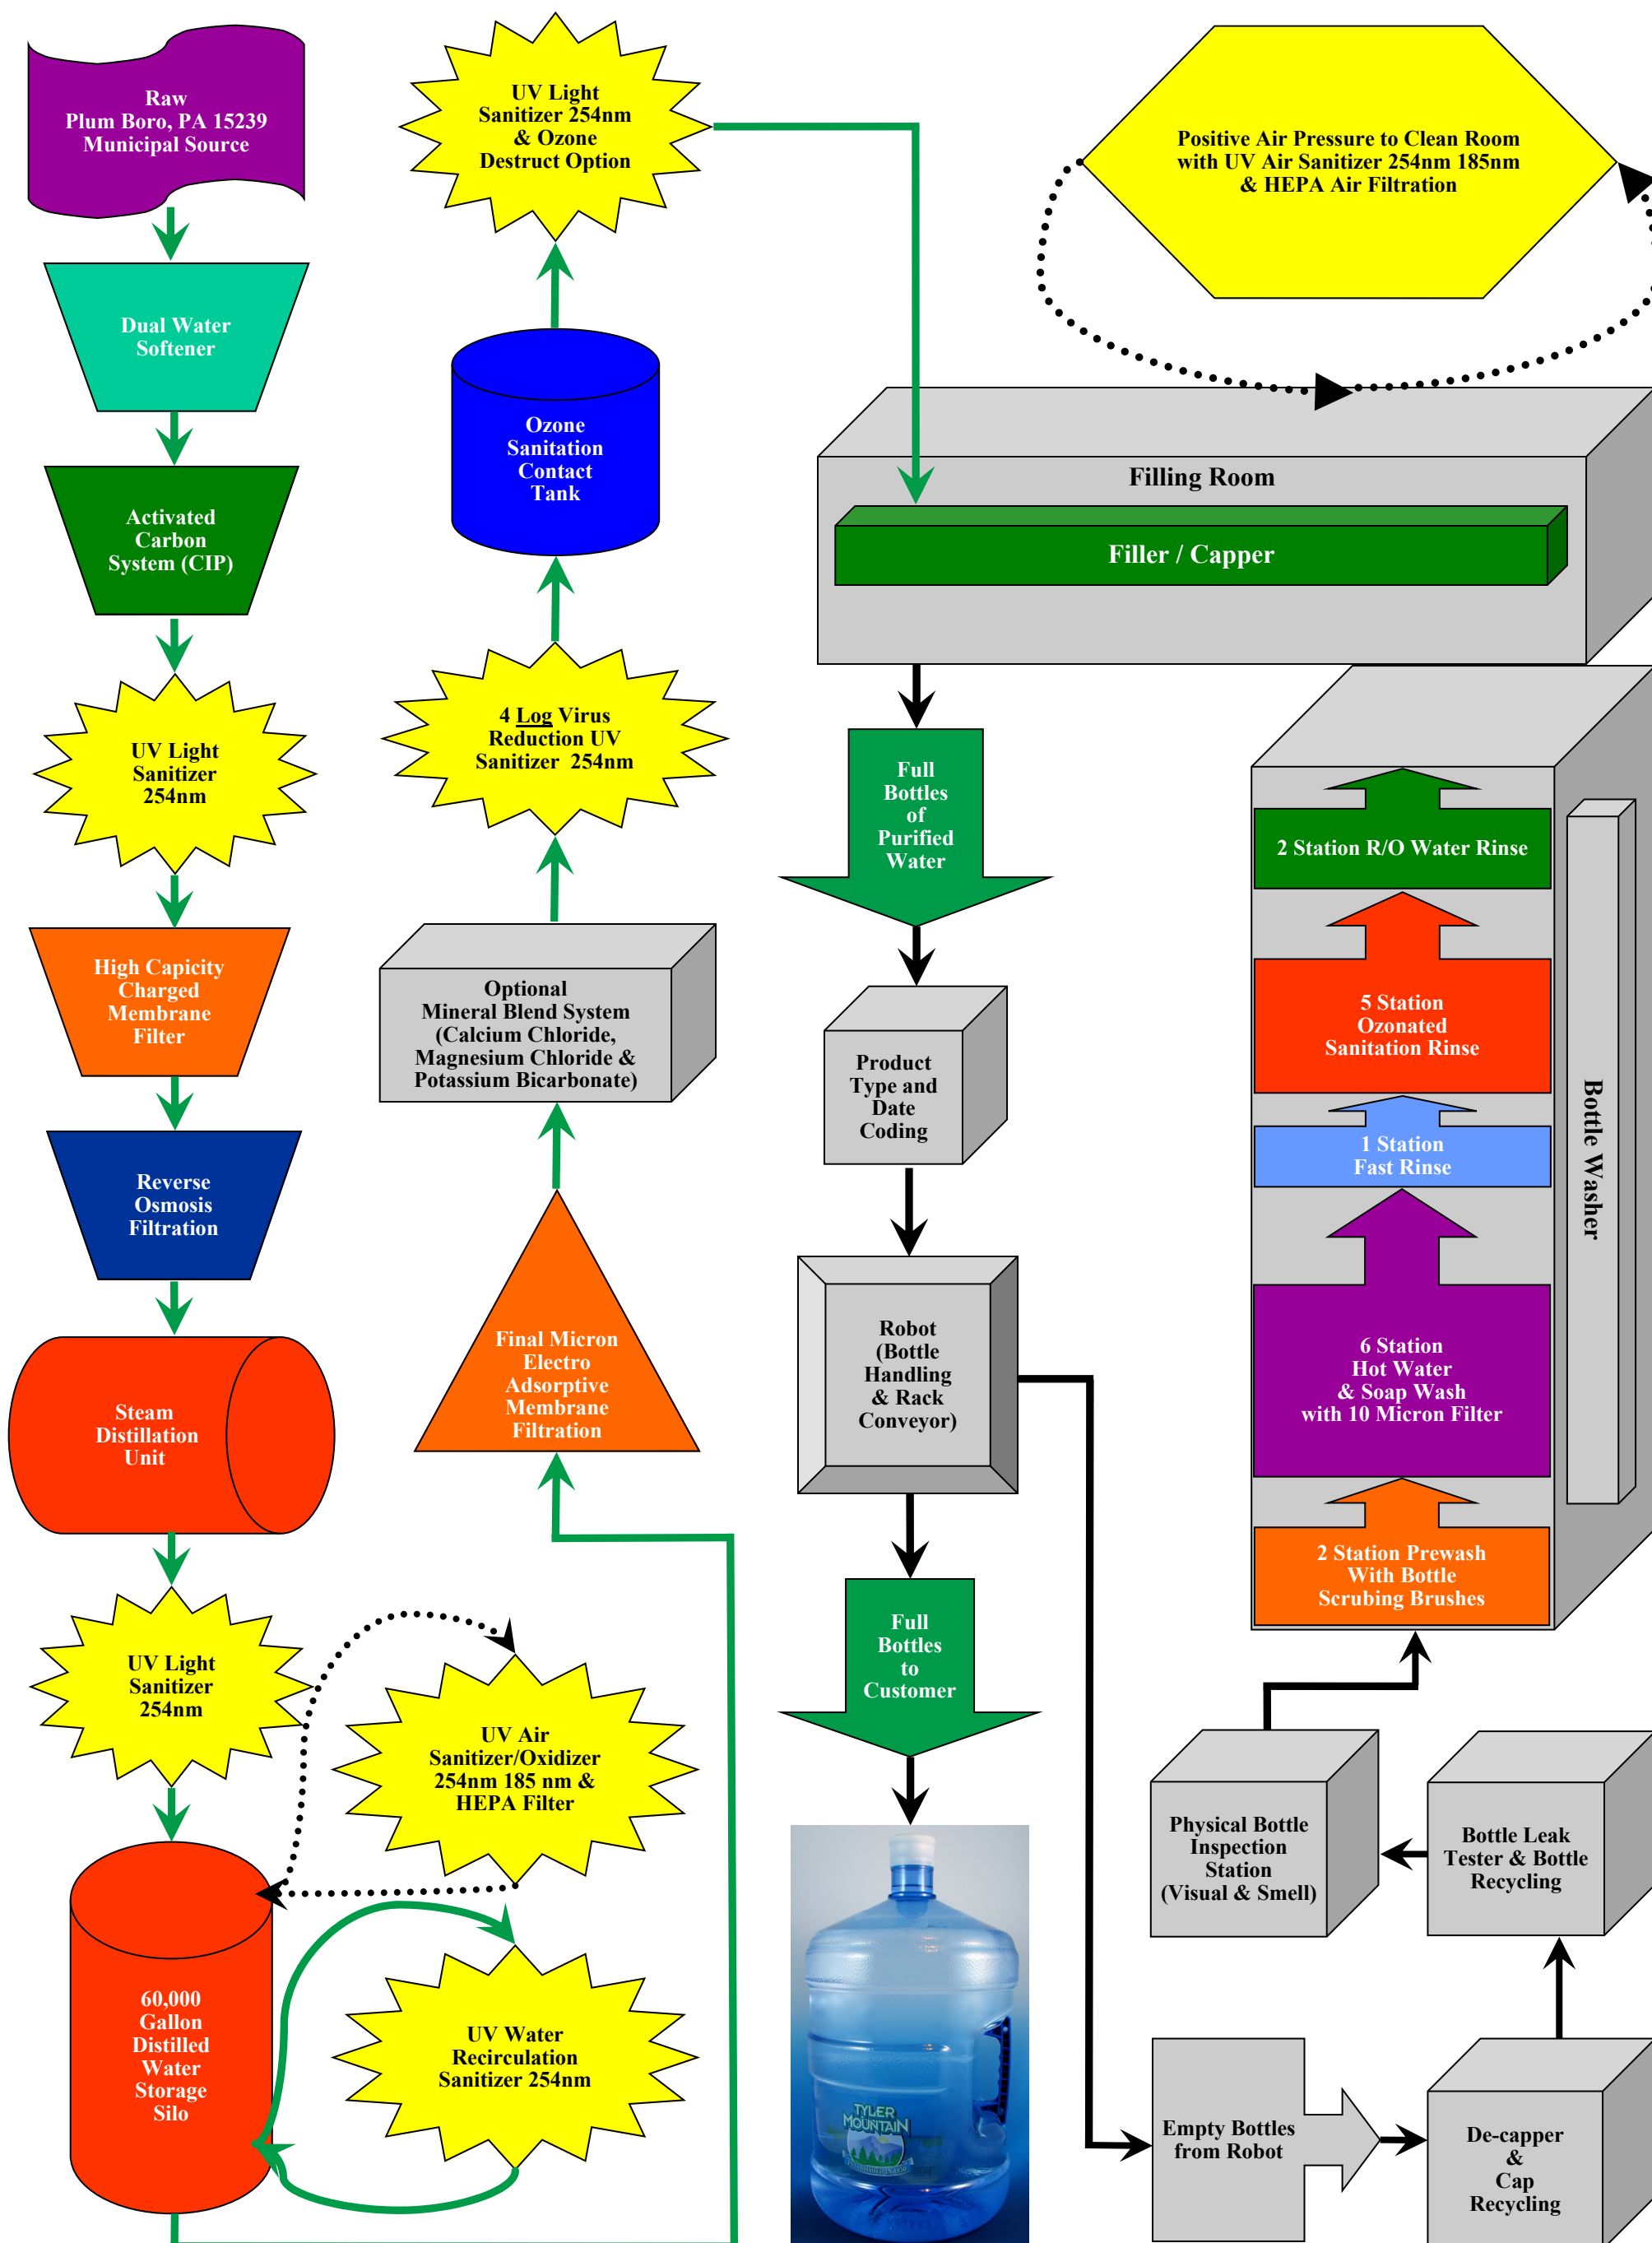 Raw
Plum Boro, PA 15239
Municipal Source
Dual Water
Softener
Activated
Carbon
System (CIP)
UV Light
Sanitizer
254nm
High Capicity
Charged
Membrane
Filter
Reverse
Osmosis
Filtration
Steam
Distillation
Unit
UV Light
Sanitizer
254nm
60,000
Gallon
Distilled
Water
Storage
Silo
UV Air
Sanitizer/Oxidizer
254nm 185 nm &
HEPA Filter
UV Water
Recirculation
Sanitizer 254nm
Final Micron
Electro
Adsorptive
Membrane
Filtration
Optional
Mineral Blend System
(Calcium Chloride,
Magnesium Chloride &
Potassium Bicarbonate)
4 Log Virus
Reduction UV
Sanitizer 254nm
Ozone
Sanitation
Contact
Tank
UV Light
Sanitizer 254nm
& Ozone
Destruct Option
Positive Air Pressure to Clean Room
with UV Air Sanitizer 254nm 185nm
& HEPA Air Filtration
Filling Room
Filler / Capper
Full
Bottles
of
Purified
Water
Product
Type and
Date
Coding
Robot
(Bottle
Handling
& Rack
Conveyor)
Full
Bottles
to
Customer
TYLER
MOUNTAIN
Empty Bottles
from Robot
De-capper
&
Cap
Recycling
Bottle Leak
Tester & Bottle
Recycling
Physical Bottle
Inspection
Station
(Visual & Smell)
2 Station Prewash
With Bottle
Scrubing Brushes
6 Station
Hot Water
& Soap Wash
with 10 Micron Filter
1 Station
Fast Rinse
5 Station
Ozonated
Sanitation Rinse
2 Station R/O Water Rinse
Bottle Washer